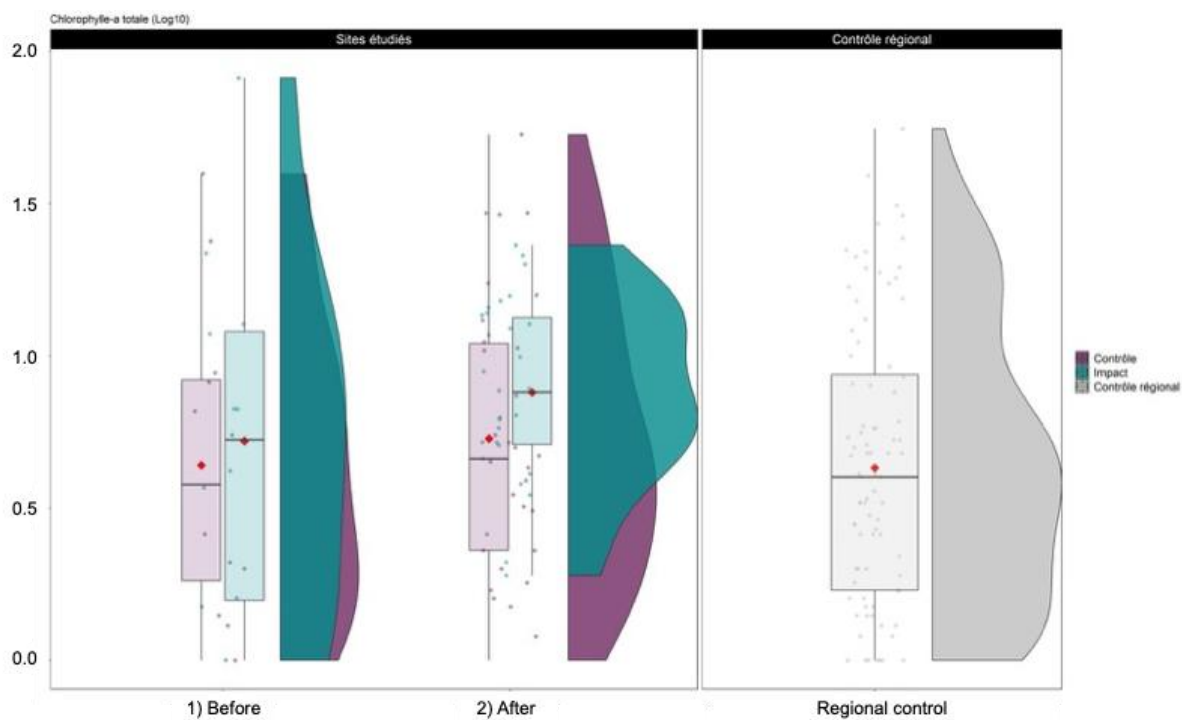 Chlorophylle-a totale (Log10)
Sites étudiés
Contrôle régional
2.0
1.5
1.0
0.5
0.0
Contrôle
Impact
Contrôle régional
1) Before
2) After
Regional control